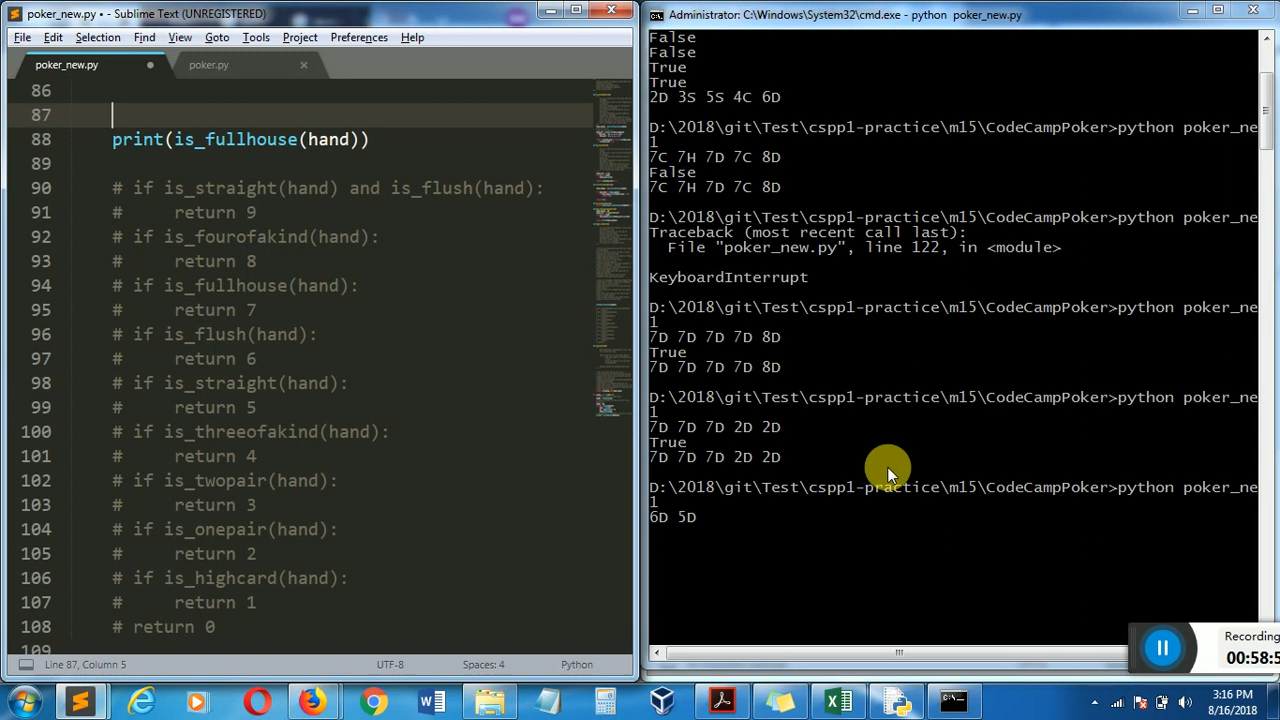 poker_new.py • - Sublime Text (UNREGISTERED)
File Edit Selection Find View Goto Tools Project Preferences Help
poker_new.py
poker.py
86
87
88 print(is_fullhouse(hand))
89
90 # if is_straight(hand) and is_flush(hand):
91 #     return 9
92 # if is_fourofakind(hand):
93 #     return 8
94 # if is_fullhouse(hand):
95 #     return 7
96 # if is_flush(hand):
97 #     return 6
98 # if is_straight(hand):
99 #     return 5
100 # if is_threeofakind(hand):
101 #     return 4
102 # if is_twopair(hand):
103 #     return 3
104 # if is_onepair(hand):
105 #     return 2
106 # if is_highcard(hand):
107 #     return 1
108 # return 0
109
Line 87, Column 5
UTF-8
Spaces: 4
Python
Administrator: C:\Windows\System32\cmd.exe - python poker_new.py
False
False
True
True
2D 3S 5S 4C 6D
D:\2018\git\Test\cspp1-practice\m15\CodeCampPoker>python poker_ne
1
7C 7H 7D 7C 8D
False
7C 7H 7D 7C 8D
D:\2018\git\Test\cspp1-practice\m15\CodeCampPoker>python poker_ne
Traceback (most recent call last):
File "poker_new.py", line 122, in <module>
KeyboardInterrupt
D:\2018\git\Test\cspp1-practice\m15\CodeCampPoker>python poker_ne
1
7D 7D 7D 7D 8D
True
7D 7D 7D 7D 8D
D:\2018\git\Test\cspp1-practice\m15\CodeCampPoker>python poker_ne
1
7D 7D 7D 2D 2D
True
7D 7D 7D 2D 2D
D:\2018\git\Test\cspp1-practice\m15\CodeCampPoker>python poker_ne
1
6D 5D
Recording
00:58:5
3:16 PM
8/16/2018